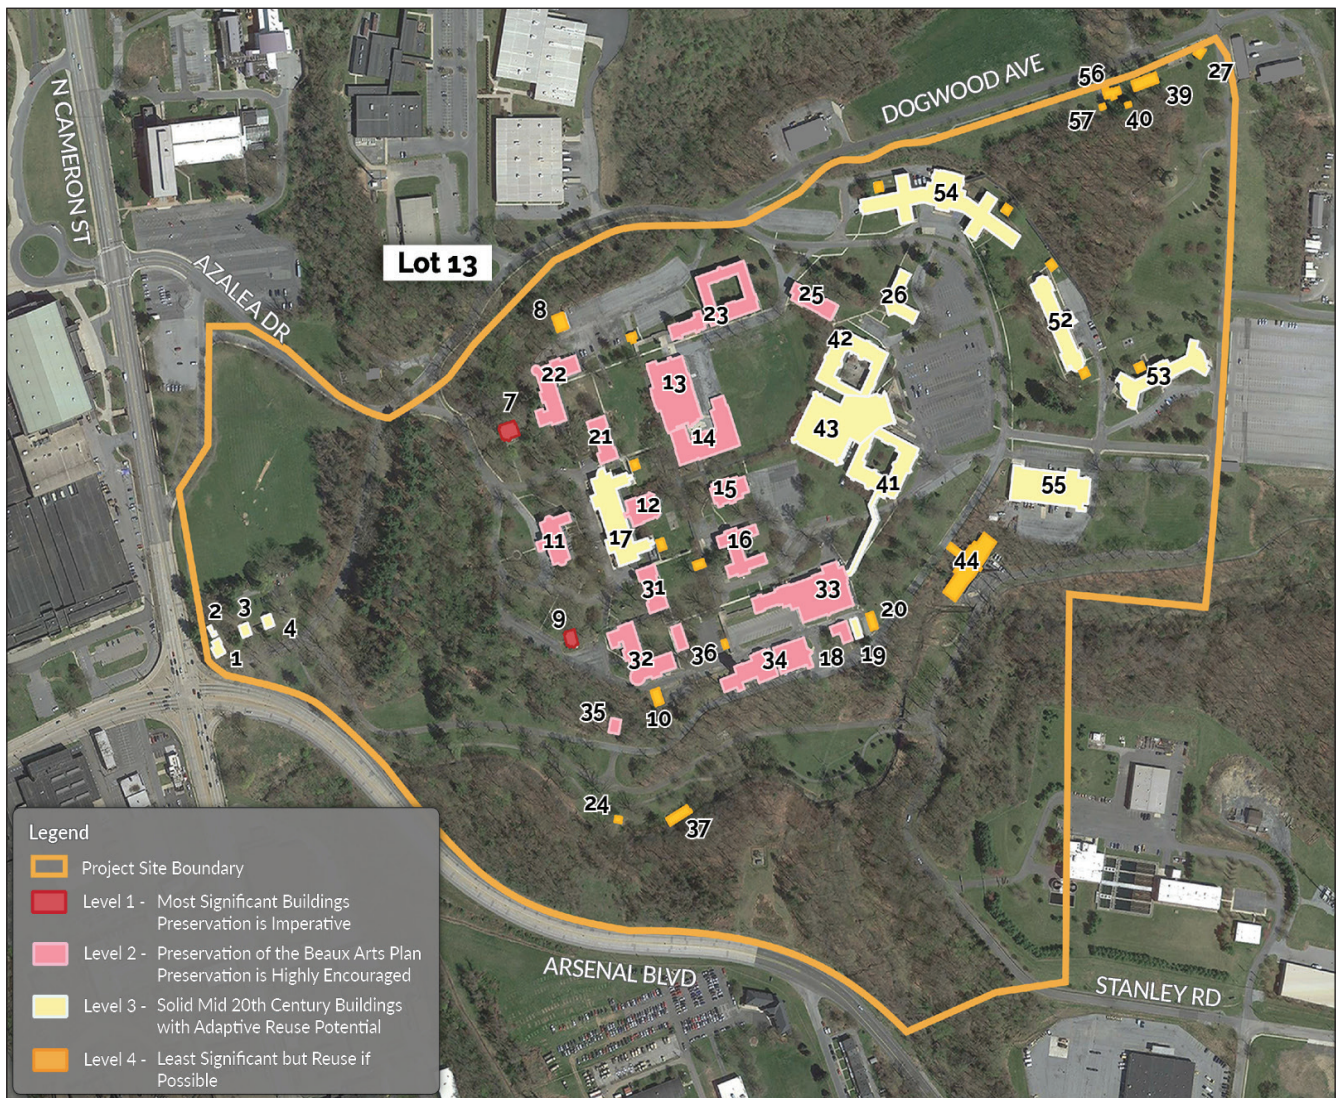 N CAMERON ST
AZALEA DR
Lot 13
DOGWOOD AVE
56
27
39
57
40
54
8
23
25
26
52
42
53
22
13
7
21
14
43
41
15
55
12
11
17
16
44
31
33
2
3
4
1
9
20
32
36
34
18
19
35
10
24
37
ARSENAL BLVD
STANLEY RD
Legend
Project Site Boundary
Level 1 - Most Significant Buildings
Preservation is Imperative
Level 2 - Preservation of the Beaux Arts Plan
Preservation is Highly Encouraged
Level 3 - Solid Mid 20th Century Buildings
with Adaptive Reuse Potential
Level 4 - Least Significant but Reuse if
Possible